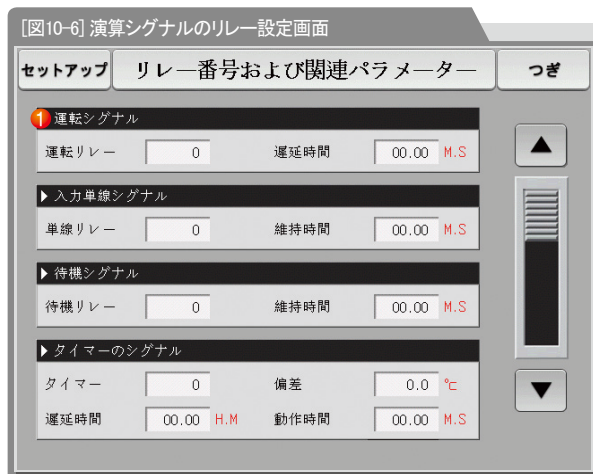 [図10-6] 演算シグナルのリレー設定画面
セットアップ リレー番号および関連パラメーター つぎ
1 運転シグナル
運転リレー 0 遅延時間 00.00 M.S
▶ 入力単線シグナル
単線リレー 0 維持時間 00.00 M.S
▶ 待機シグナル
待機リレー 0 維持時間 00.00 M.S
▶ タイマーのシグナル
タイマー 0 偏差 0.0 ℃
遅延時間 00.00 H.M 動作時間 00.00 M.S